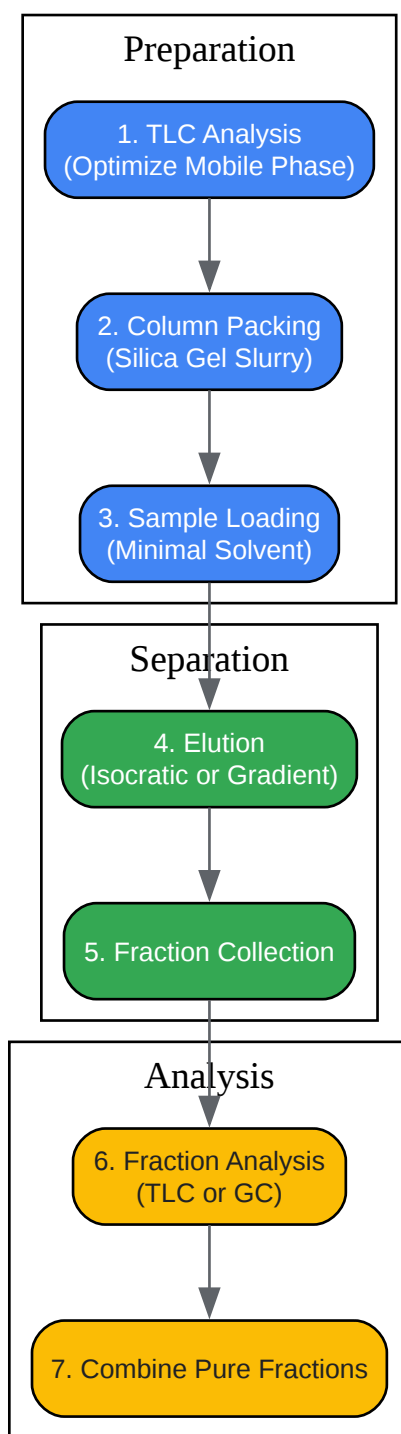 Preparation
1. TLC Analysis
(Optimize Mobile Phase)
2. Column Packing
(Silica Gel Slurry)
3. Sample Loading
(Minimal Solvent)
Separation
4. Elution
(Isocratic or Gradient)
5. Fraction Collection
Analysis
6. Fraction Analysis
(TLC or GC)
7. Combine Pure Fractions